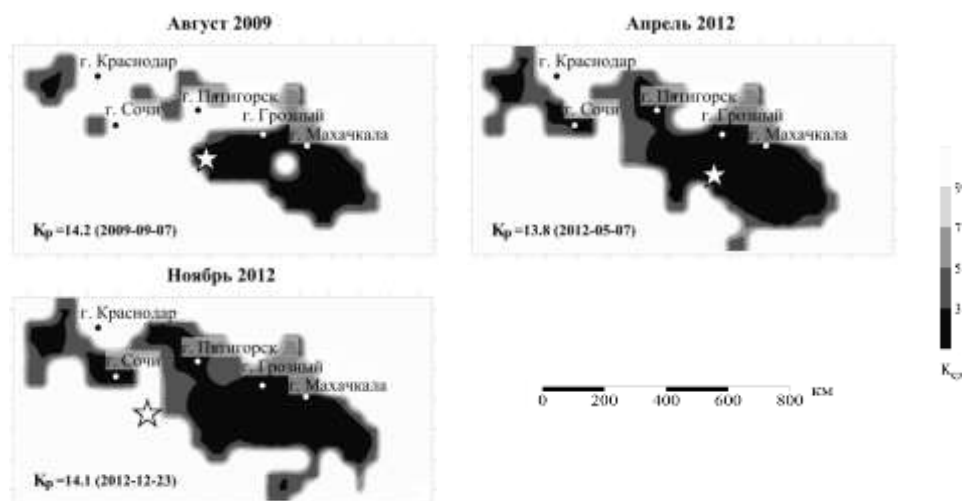 Август 2009
г. Краснодар
г. Пятигорск
г. Сочи
г. Грозный
г. Махачкала
Kp =14.2 (2009-09-07)
Апрель 2012
г. Краснодар
г. Пятигорск
г. Сочи
г. Грозный
г. Махачкала
Kp =13.8 (2012-05-07)
Ноябрь 2012
г. Краснодар
г. Пятигорск
г. Сочи
г. Грозный
г. Махачкала
Kp =14.1 (2012-12-23)
0 200 400 600 800 км
9
7
5
3